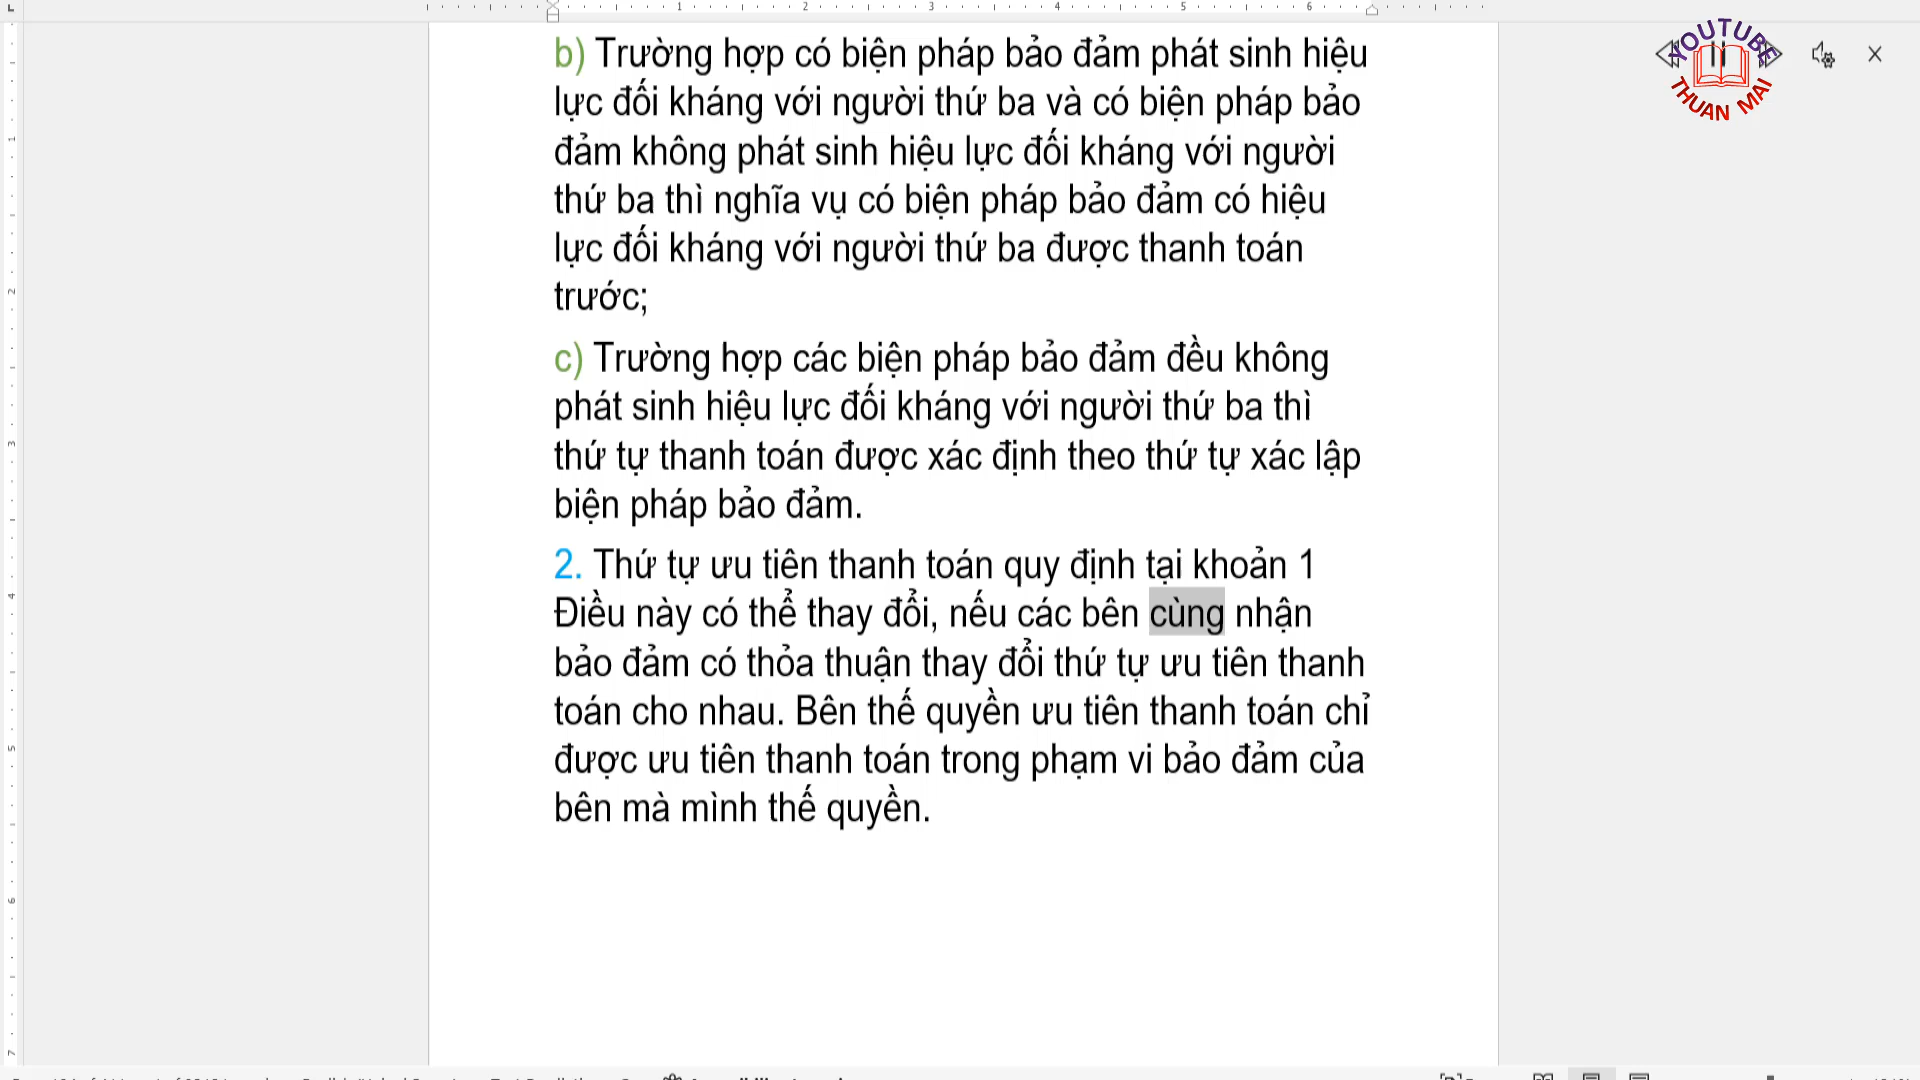 1 2 3 4 5 6
YOUTUBE
THUAN MAI
b) Trường hợp có biện pháp bảo đảm phát sinh hiệu
lực đối kháng với người thứ ba và có biện pháp bảo
đảm không phát sinh hiệu lực đối kháng với người
thứ ba thì nghĩa vụ có biện pháp bảo đảm có hiệu
lực đối kháng với người thứ ba được thanh toán
trước;
c) Trường hợp các biện pháp bảo đảm đều không
phát sinh hiệu lực đối kháng với người thứ ba thì
thứ tự thanh toán được xác định theo thứ tự xác lập
biện pháp bảo đảm.
2. Thứ tự ưu tiên thanh toán quy định tại khoản 1
Điều này có thể thay đổi, nếu các bên cùng nhận
bảo đảm có thỏa thuận thay đổi thứ tự ưu tiên thanh
toán cho nhau. Bên thế quyền ưu tiên thanh toán chỉ
được ưu tiên thanh toán trong phạm vi bảo đảm của
bên mà mình thế quyền.